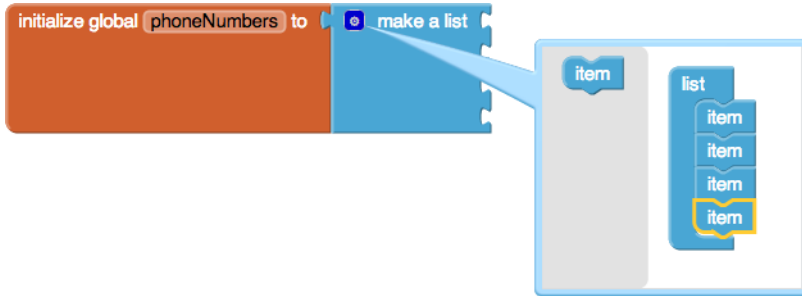 initialize global phoneNumbers to make a list
item
list
item
item
item
item